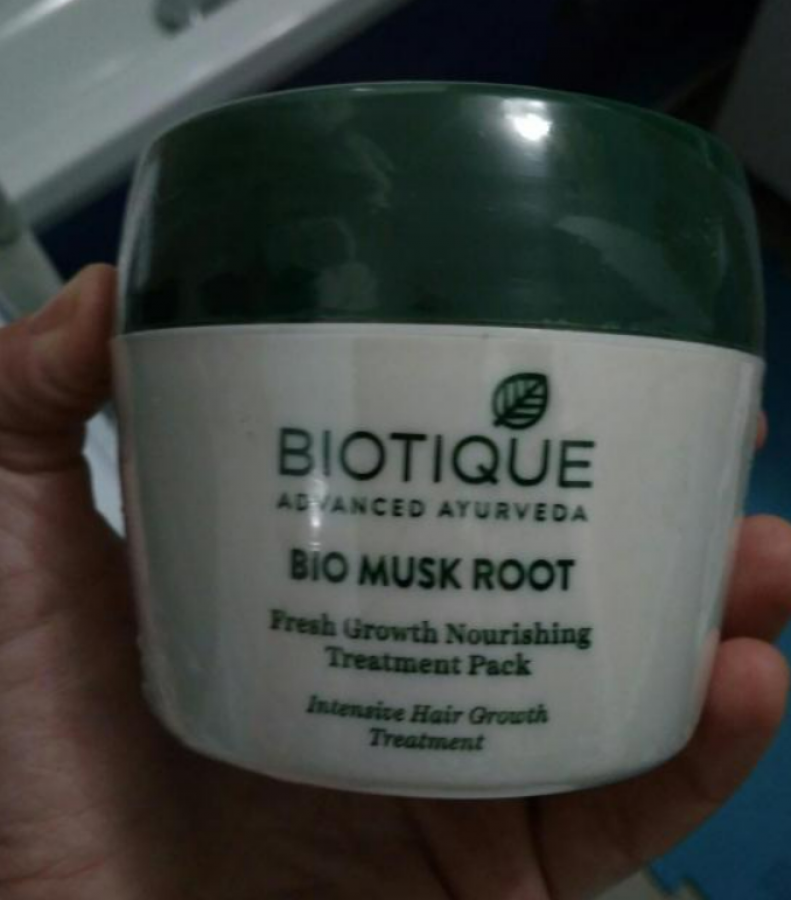 BIOTIQUE
ADVANCED AYURVEDA
BIO MUSK ROOT
Fresh Growth Nourishing
Treatment Pack
Intensive Hair Growth
Treatment